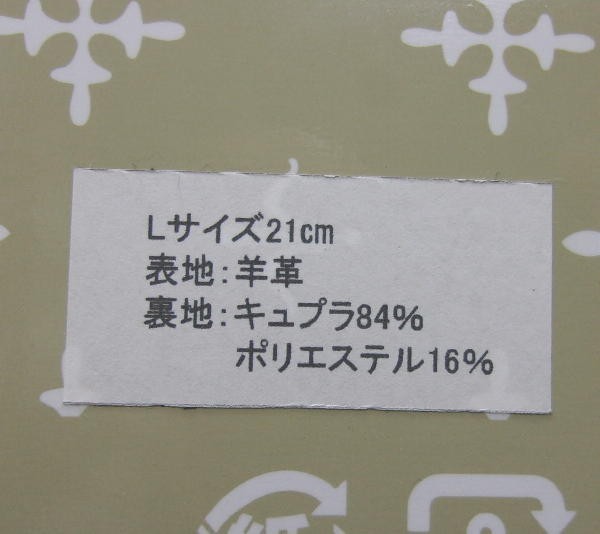 Lサイズ21cm
表地：羊革
裏地：キュプラ84％
ポリエステル16％